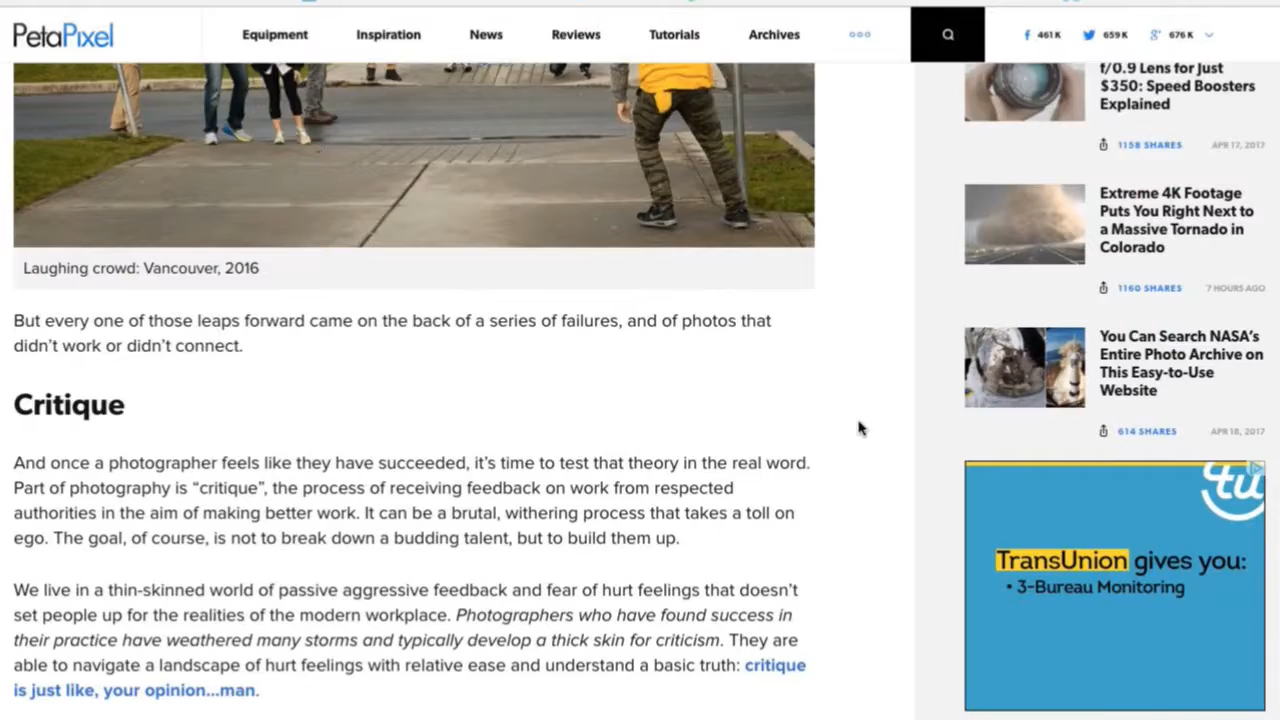 PetaPixel
Equipment
Inspiration
News
Reviews
Tutorials
Archives
461K
659K
676K
f/0.9 Lens for Just
$350: Speed Boosters
Explained
1158 SHARES
APR 17, 2017
Extreme 4K Footage
Puts You Right Next to
a Massive Tornado in
Colorado
1160 SHARES
7 HOURS AGO
You Can Search NASA’s
Entire Photo Archive on
This Easy-to-Use
Website
614 SHARES
APR 18, 2017
Laughing crowd: Vancouver, 2016
But every one of those leaps forward came on the back of a series of failures, and of photos that
didn’t work or didn’t connect.
Critique
And once a photographer feels like they have succeeded, it’s time to test that theory in the real word.
Part of photography is “critique”, the process of receiving feedback on work from respected
authorities in the aim of making better work. It can be a brutal, withering process that takes a toll on
ego. The goal, of course, is not to break down a budding talent, but to build them up.
We live in a thin-skinned world of passive aggressive feedback and fear of hurt feelings that doesn’t
set people up for the realities of the modern workplace. Photographers who have found success in
their practice have weathered many storms and typically develop a thick skin for criticism. They are
able to navigate a landscape of hurt feelings with relative ease and understand a basic truth: critique
is just like, your opinion...man.
tu
TransUnion gives you:
• 3-Bureau Monitoring